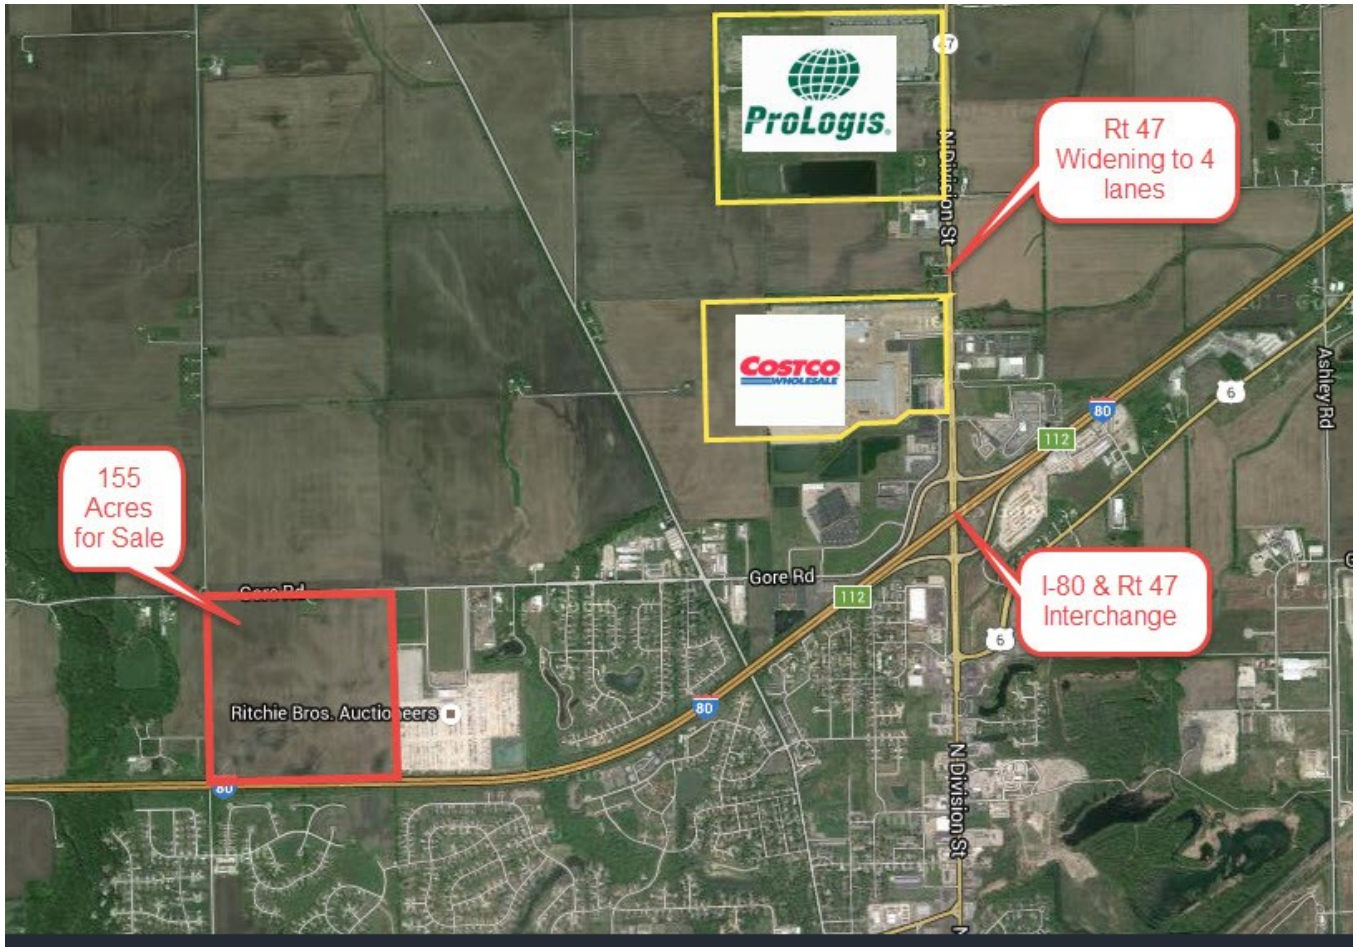 47
ProLogis®
Rt 47
Widening to 4
lanes
N Division St
COSTCO
WHOLESALE
Ashley Rd
6
80
112
155
Acres
for Sale
Gore Rd
Gore Rd
112
I-80 & Rt 47
Interchange
6
Ritchie Bros. Auctioneers
80
80
N Division St